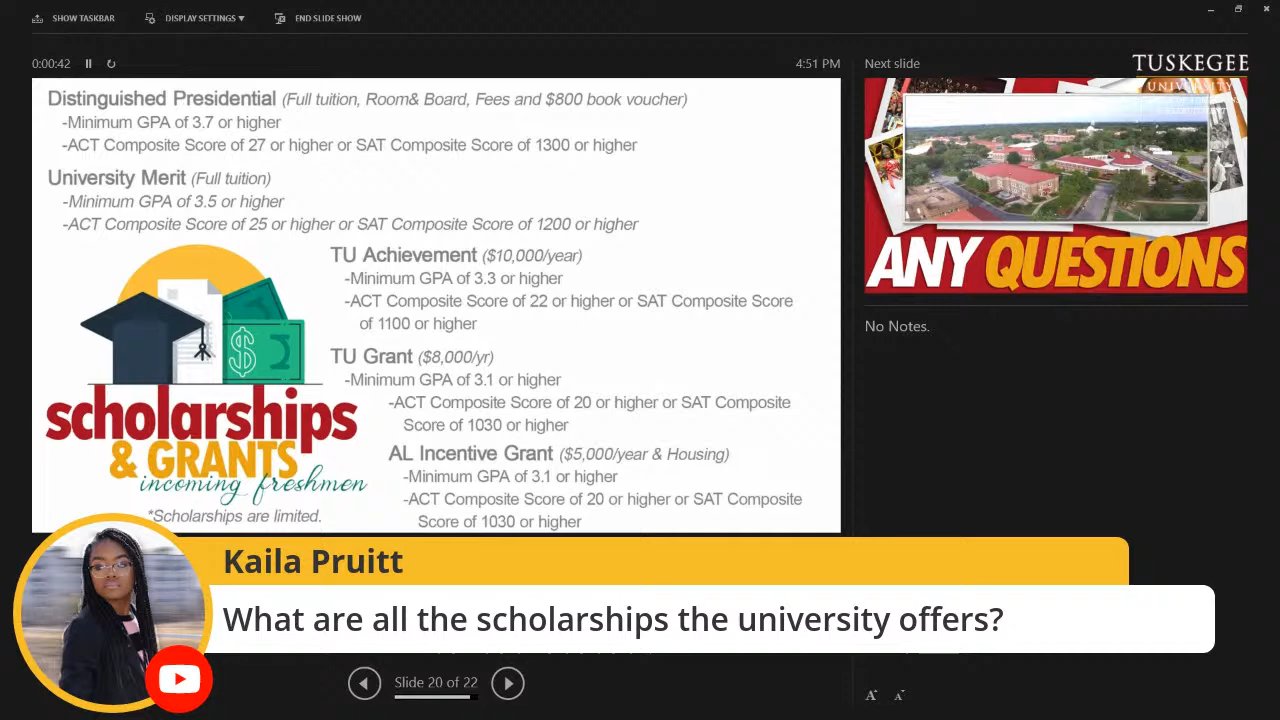 SHOW TASKBAR
DISPLAY SETTINGS ▼
END SLIDE SHOW
0:00:42
4:51 PM
Distinguished Presidential (Full tuition, Room& Board, Fees and $800 book voucher)
-Minimum GPA of 3.7 or higher
-ACT Composite Score of 27 or higher or SAT Composite Score of 1300 or higher
University Merit (Full tuition)
-Minimum GPA of 3.5 or higher
-ACT Composite Score of 25 or higher or SAT Composite Score of 1200 or higher
TU Achievement ($10,000/year)
-Minimum GPA of 3.3 or higher
-ACT Composite Score of 22 or higher or SAT Composite Score
of 1100 or higher
TU Grant ($8,000/yr)
-Minimum GPA of 3.1 or higher
-ACT Composite Score of 20 or higher or SAT Composite
Score of 1030 or higher
AL Incentive Grant ($5,000/year & Housing)
-Minimum GPA of 3.1 or higher
-ACT Composite Score of 20 or higher or SAT Composite
Score of 1030 or higher
scholarships
& GRANTS
incoming freshmen
*Scholarships are limited.
Next slide
TUSKEGEE
UNIVERSITY
ANY QUESTIONS
No Notes.
Kaila Pruitt
What are all the scholarships the university offers?
Slide 20 of 22
A
A